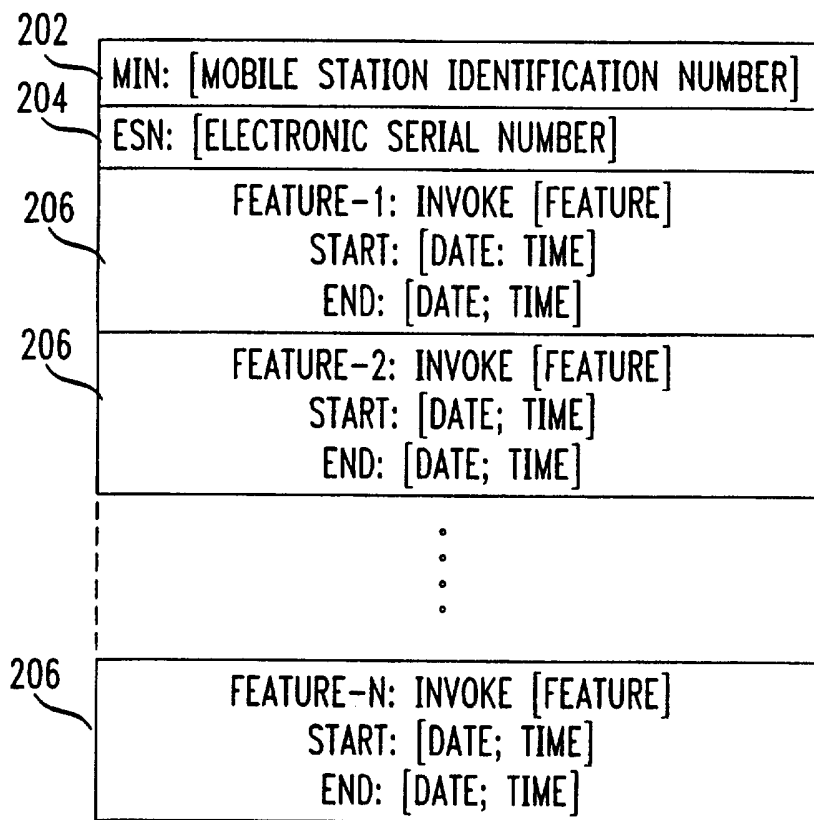 202
MIN: [MOBILE STATION IDENTIFICATION NUMBER]
204
ESN: [ELECTRONIC SERIAL NUMBER]
206
FEATURE-1: INVOKE [FEATURE]
START: [DATE: TIME]
END: [DATE; TIME]
206
FEATURE-2: INVOKE [FEATURE]
START: [DATE; TIME]
END: [DATE; TIME]
206
FEATURE-N: INVOKE [FEATURE]
START: [DATE; TIME]
END: [DATE; TIME]